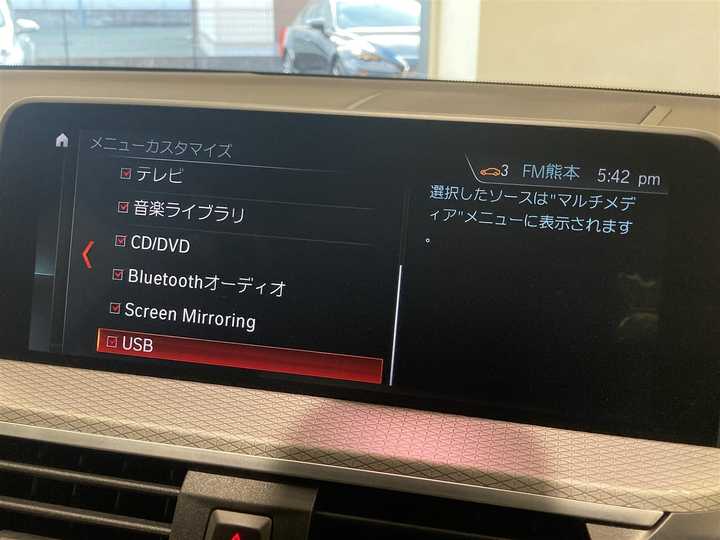 メニューカスタマイズ
3 FM熊本 5:42 pm
テレビ
音楽ライブラリ
CD/DVD
Bluetoothオーディオ
Screen Mirroring
USB
選択したソースは"マルチメデ
ィア"メニューに表示されます
。